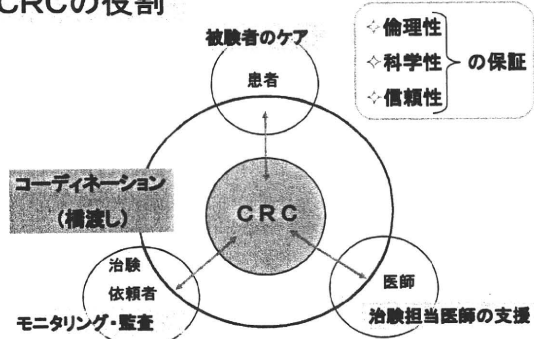 CRCの役割
被験者のケア
患者
✧倫理性
✧科学性
✧信頼性
の保証
コーディネーション
(橋渡し)
CRC
治験
依頼者
モニタリング・監査
医師
治験担当医師の支援